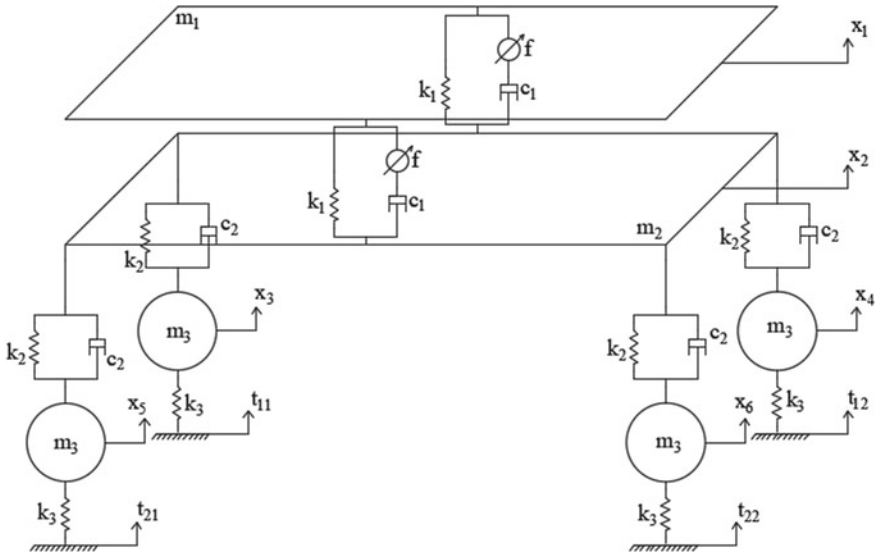 m₁
f
x₁
k₁
c₁
f
x₂
k₁
c₁
c₂
k₂
m₂
k₂
c₂
x₃
x₄
m₃
m₃
k₂
c₂
k₂
c₂
k₃
t₁₁
k₃
t₁₂
x₅
x₆
m₃
m₃
k₃
t₂₁
k₃
t₂₂